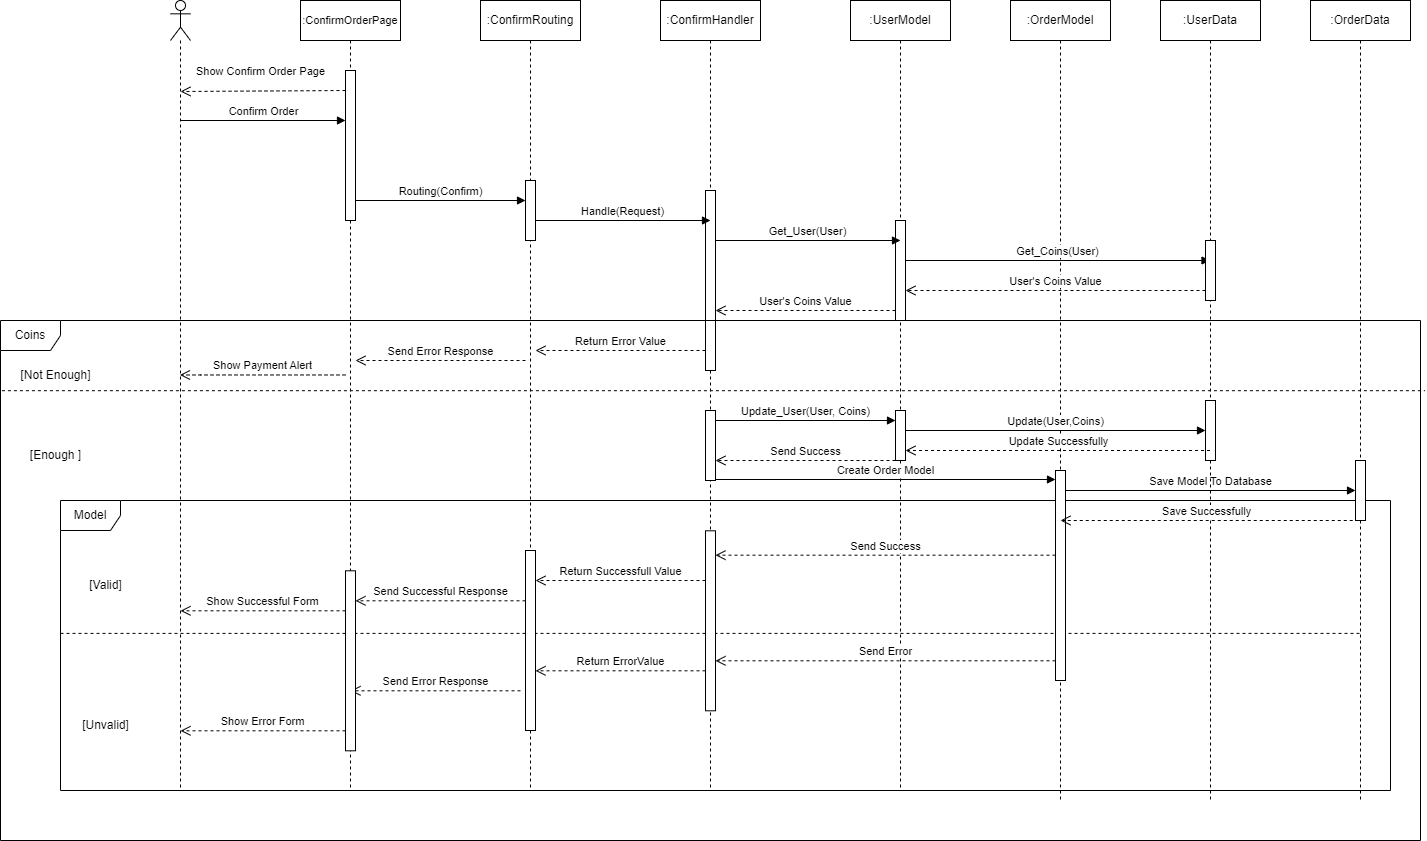 :ConfirmOrderPage
:ConfirmRouting
:ConfirmHandler
:UserModel
:OrderModel
:UserData
:OrderData
Show Confirm Order Page
Confirm Order
Routing(Confirm)
Handle(Request)
Get_User(User)
Get_Coins(User)
User's Coins Value
User's Coins Value
Coins
Return Error Value
Send Error Response
Show Payment Alert
[Not Enough]
Update_User(User, Coins)
Update(User,Coins)
Update Successfully
Send Success
[Enough ]
Create Order Model
Save Model To Database
Save Successfully
Model
Send Success
Return Successfull Value
[Valid]
Send Successful Response
Show Successful Form
Send Error
Return ErrorValue
Send Error Response
Show Error Form
[Unvalid]